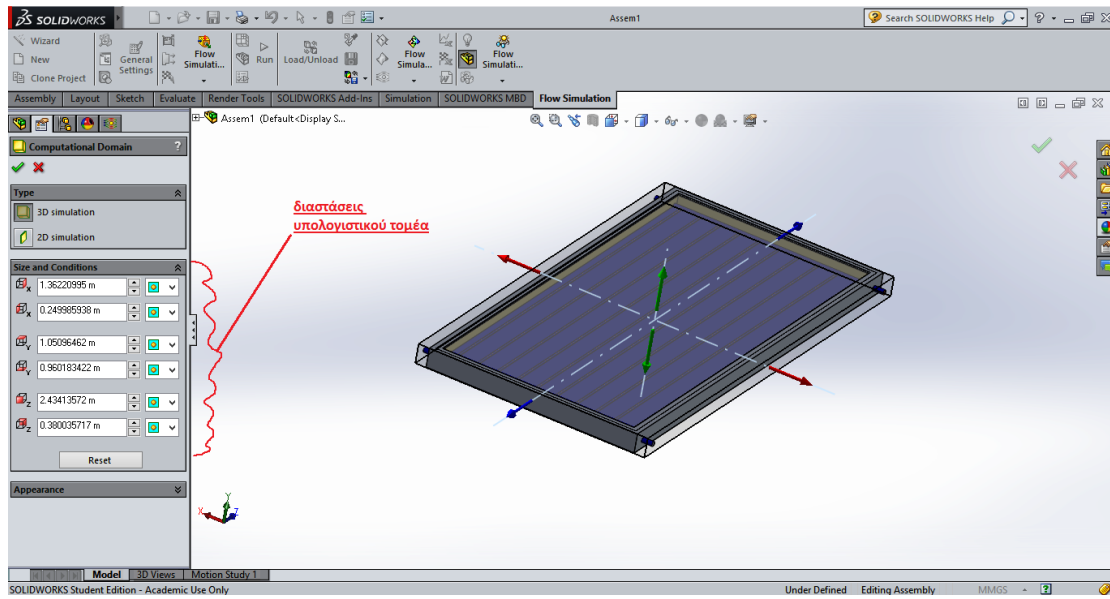 SOLIDWORKS
Assem1
Search SOLIDWORKS Help
Wizard
New
Clone Project
General Settings
Flow Simulati...
Run
Load/Unload
Flow Simula...
Flow Simulati...
Assembly Layout Sketch Evaluate Render Tools SOLIDWORKS Add-Ins Simulation SOLIDWORKS MBD Flow Simulation
Assem1 (Default<Display S...
Computational Domain ?
Type
3D simulation
2D simulation
Size and Conditions
X 1.36220995 m
X 0.249985938 m
Y 1.05096462 m
Y 0.960183422 m
Z 2.43413572 m
Z 0.380035717 m
Reset
Appearance
διαστάσεις
υπολογιστικού τομέα
X Y Z
Model 3D Views Motion Study 1
SOLIDWORKS Student Edition - Academic Use Only Under Defined Editing Assembly MMGS